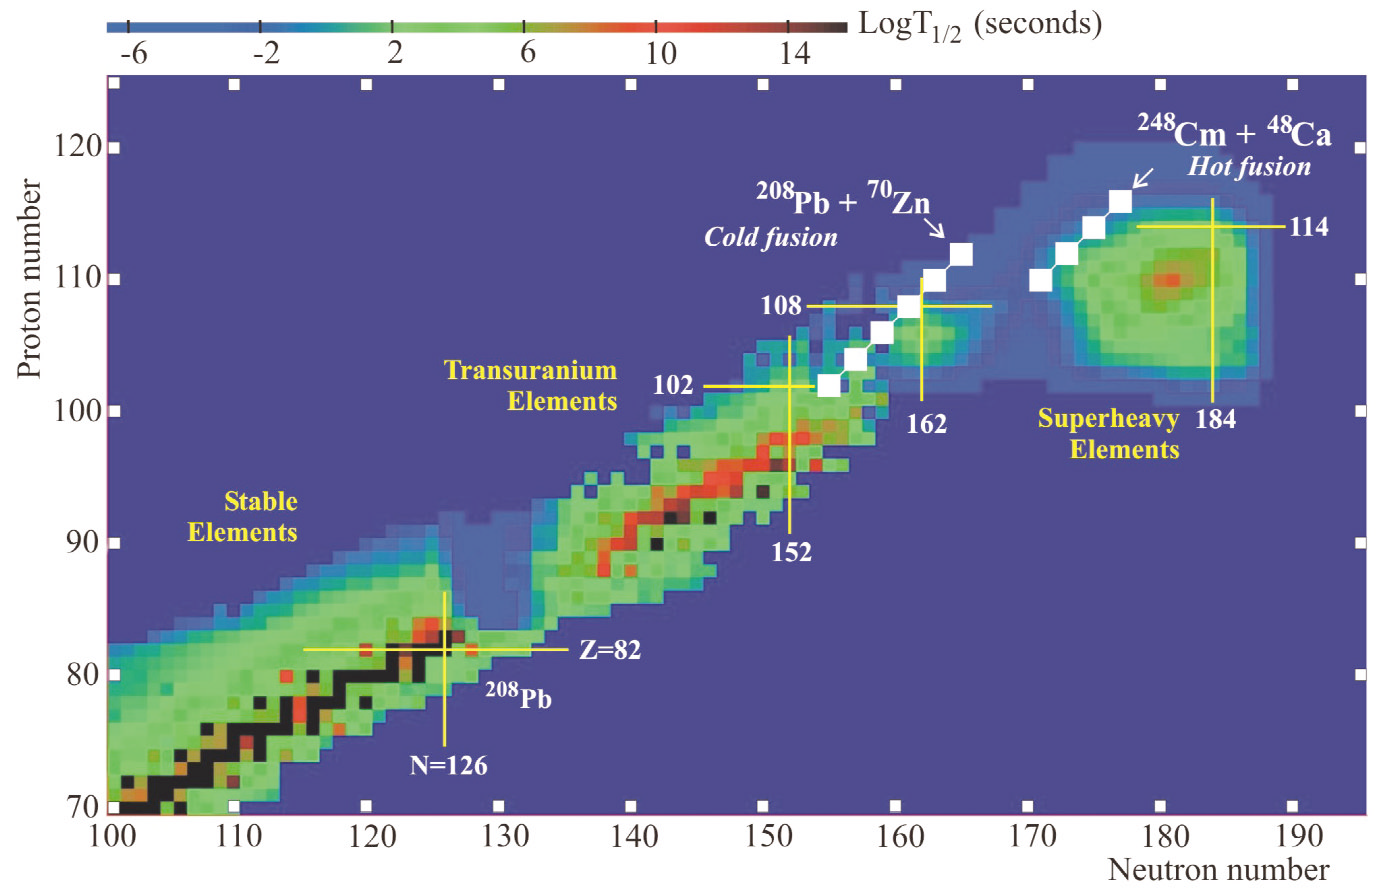 LogT1/2 (seconds)
-6 -2 2 6 10 14
248Cm + 48Ca
Hot fusion
208Pb + 70Zn
Cold fusion
114
108
Transuranium
Elements
102
162
Superheavy
Elements
184
Stable
Elements
152
Z=82
208Pb
N=126
Proton number
120
110
100
90
80
70
100 110 120 130 140 150 160 170 180 190
Neutron number